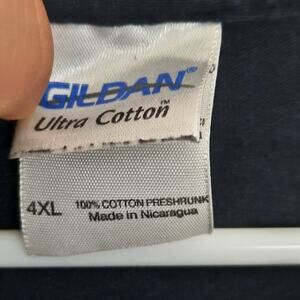 GILDAN®
Ultra Cotton™
4XL
100% COTTON PRESHRUNK
Made in Nicaragua